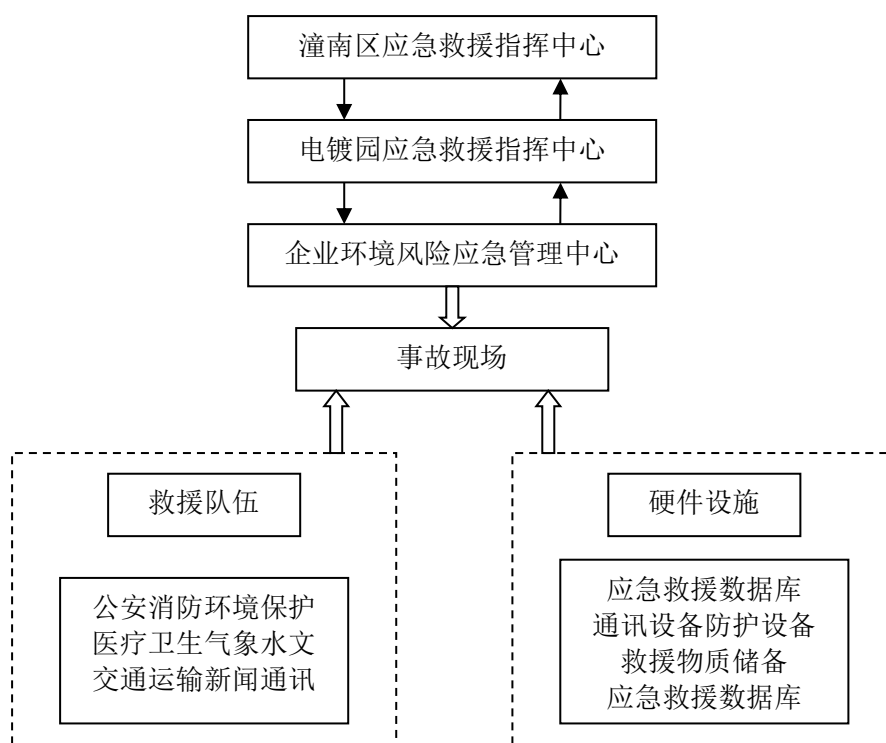 潼南区应急救援指挥中心
电镀园应急救援指挥中心
企业环境风险应急管理中心
事故现场
救援队伍
公安消防环境保护
医疗卫生气象水文
交通运输新闻通讯
硬件设施
应急救援数据库
通讯设备防护设备
救援物质储备
应急救援数据库